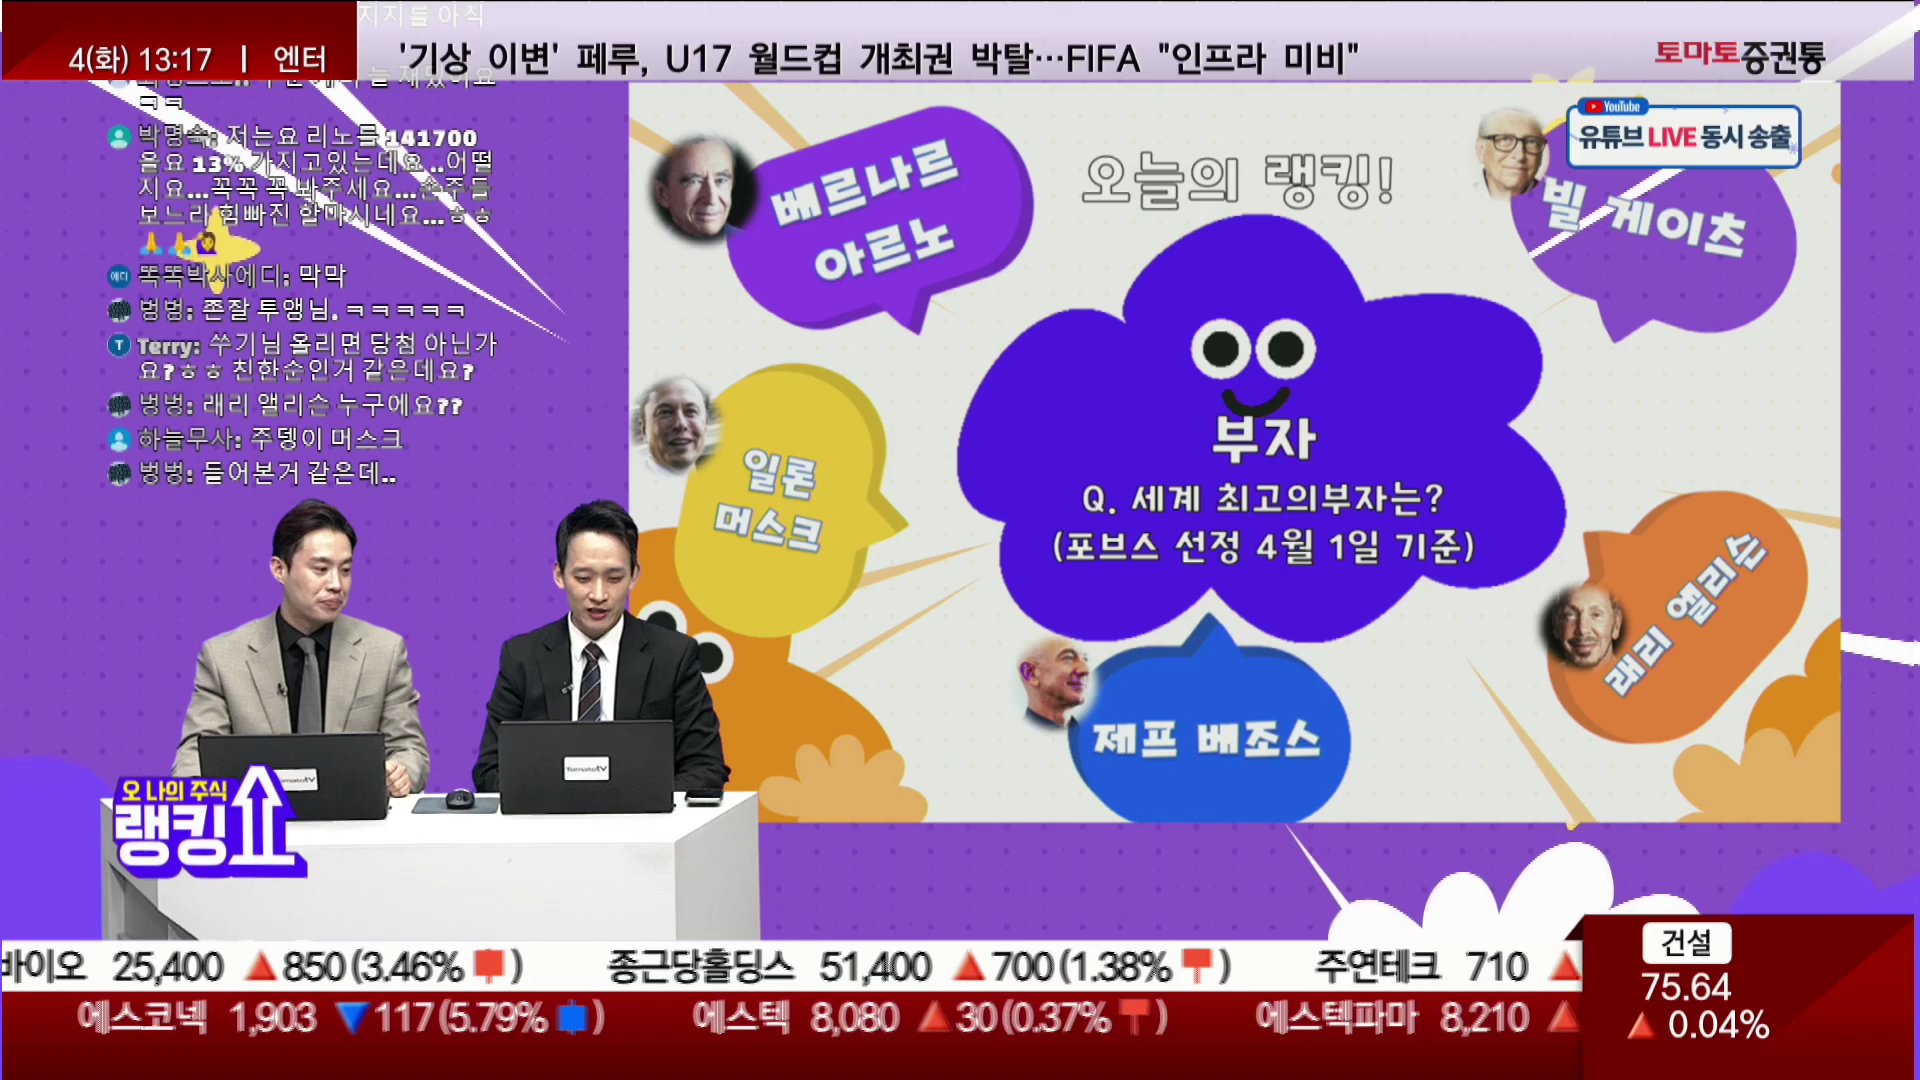 4(화) 13:17 | 엔터
지지를 아직
'기상 이변' 페루, U17 월드컵 개최권 박탈…FIFA "인프라 미비"
토마토증권통
YouTube
유튜브 LIVE 동시 송출
ㅋㅋ
박명숙: 저는요 리노를 141700
을요 13% 가지고있는데요..어떨
지요...꼭꼭 꼭 봐주세요...손주들
보느라 힘빠진 할마시네요...ㅎㅎ
🙏🙏🙋‍♀️
에디 똑똑박사에디: 막막
벙벙: 존잘 투앵님.ㅋㅋㅋㅋㅋ
T Terry: 쑤기님 올리면 당첨 아닌가
요?ㅎㅎ 친한순인거 같은데요?
벙벙: 래리 앨리슨 누구에요??
하늘무사: 주뎅이 머스크
벙벙: 들어본거 같은데..
오늘의 랭킹!
베르나르
아르노
빌 게이츠
일론
머스크
부자
Q. 세계 최고의부자는?
(포브스 선정 4월 1일 기준)
래리 엘리슨
제프 베조스
tomatoTV
오 나의 주식
랭킹쇼
바이오 25,400 ▲850(3.46% ) 종근당홀딩스 51,400 ▲700(1.38% ) 주연테크 710 ▲
에스코넥 1,903 ▼117(5.79% ) 에스텍 8,080 ▲30(0.37% ) 에스텍파마 8,210 ▲
건설
75.64
▲ 0.04%